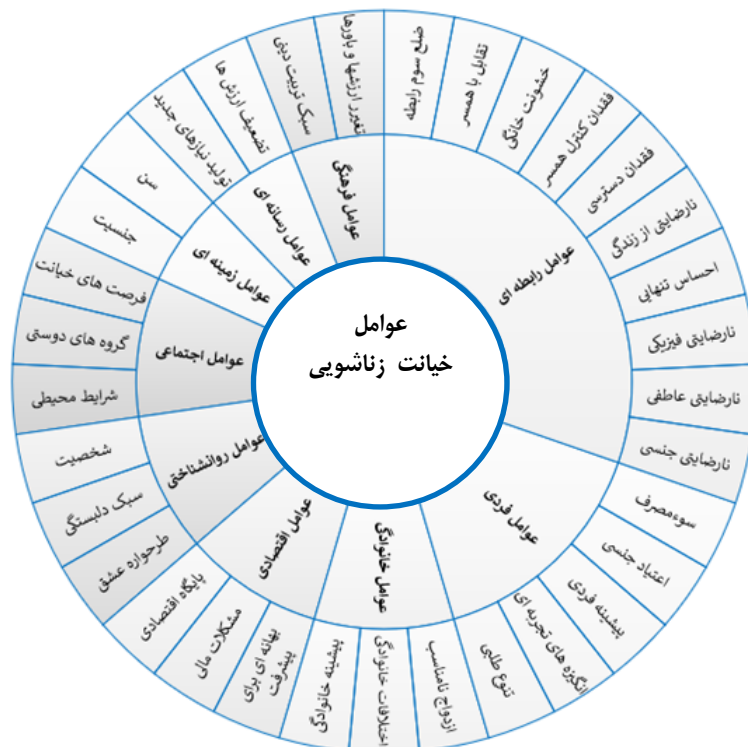 عوامل
خیانت زناشویی
عوامل رابطه ای
ضلع سوم رابطه
تقابل با همسر
خشونت خانگی
فقدان کنترل همسر
فقدان دسترسی
نارضایتی از زندگی
احساس تنهایی
نارضایتی فیزیکی
نارضایتی عاطفی
نارضایتی جنسی
عوامل فردی
سوءمصرف
اعتیاد جنسی
پیشینه فردی
انگیزه های تجربه ای
تنوع طلبی
عوامل خانوادگی
ازدواج نامناسب
اختلافات خانوادگی
پیشینه خانوادگی
عوامل اقتصادی
بهانه ای برای
پیشرفت
مشکلات مالی
پایگاه اقتصادی
عوامل روانشناختی
طرحواره عشق
سبک دلبستگی
شخصیت
عوامل اجتماعی
شرایط محیطی
گروه های دوستی
فرصت های خیانت
عوامل زمینه ای
جنسیت
سن
عوامل رسانه ای
تولید نیازهای جدید
تضعیف ارزش ها
عوامل فرهنگی
سبک تربیت دینی
تغیرر ارزشها و باورها